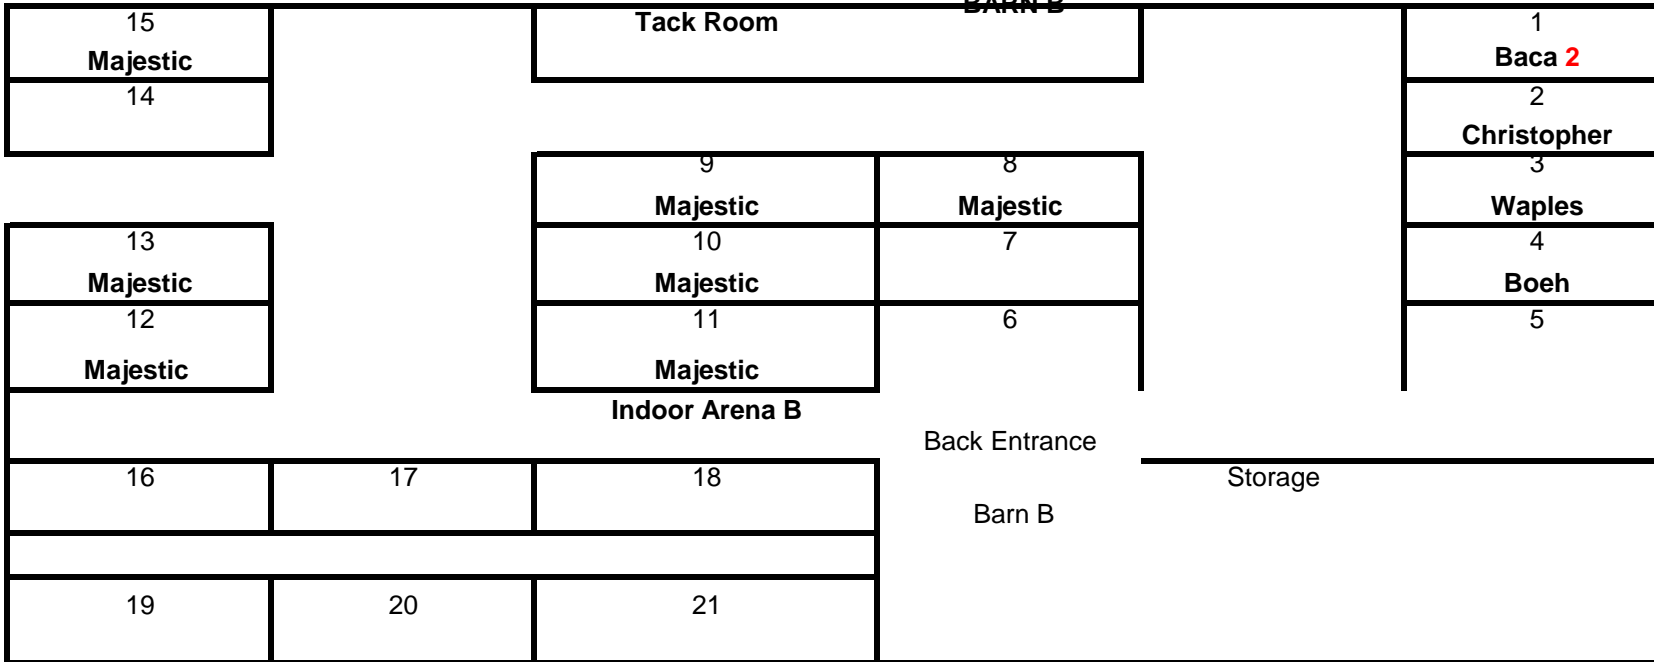 BARN B
15 Tack Room 1
Majestic Baca 2
14 2
Christopher
9 8 3
Majestic Majestic Waples
13 10 7 4
Majestic Majestic Boeh
12 11 6 5
Majestic Majestic
Indoor Arena B
Back Entrance
16 17 18 Storage
Barn B
19 20 21